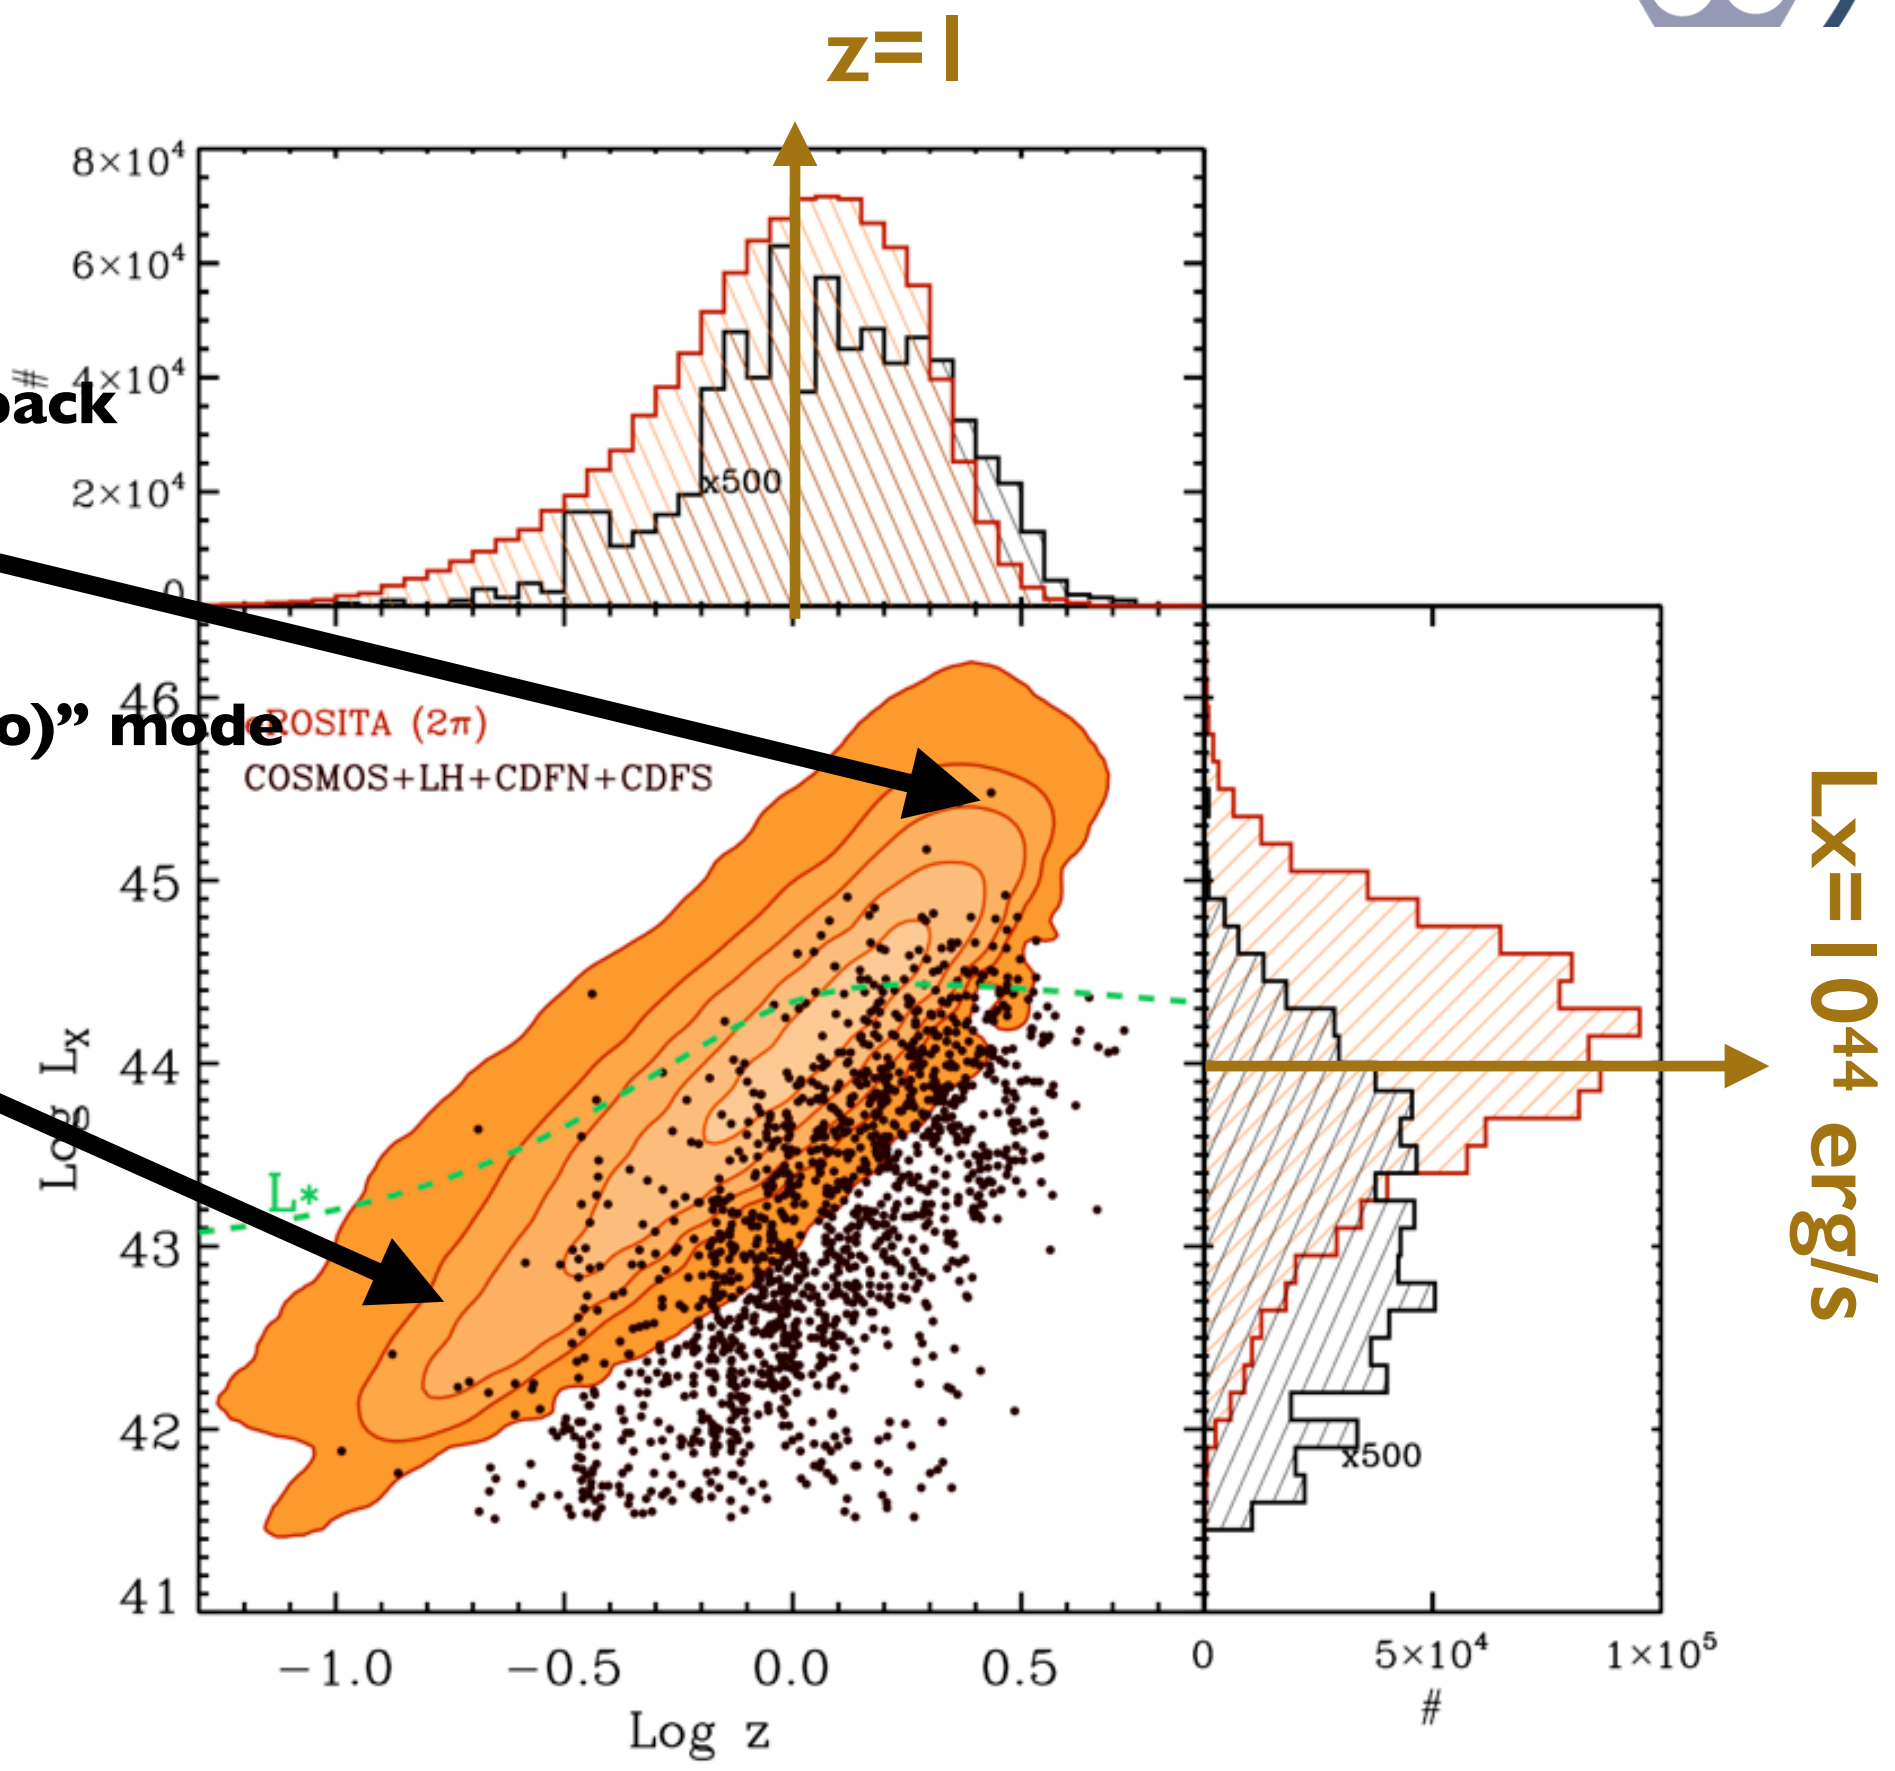 z=1
8×10⁴
6×10⁴
4×10⁴
2×10⁴
0
#
back
x500
o)” mode
eROSITA (2π)
COSMOS+LH+CDFN+CDFS
46
45
44
43
42
41
Log Lx
L*
−1.0
−0.5
0.0
0.5
Log z
x500
0
5×10⁴
1×10⁵
#
Lx=10⁴⁴ erg/s